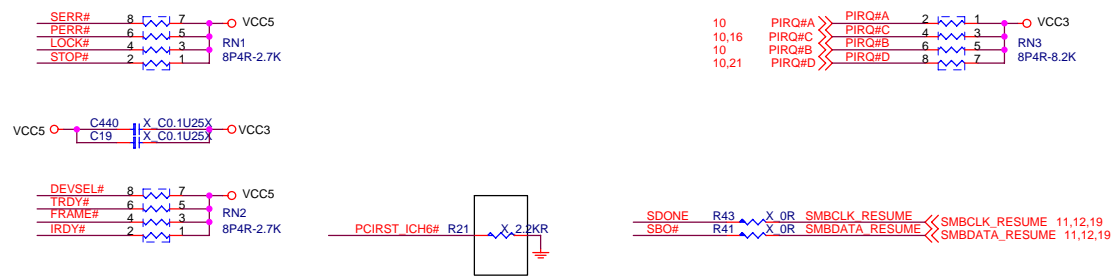 SERR# 8 7 VCC5
PERR# 6 5
LOCK# 4 3 RN1
STOP# 2 1 8P4R-2.7K
10 PIRQ#A PIRQ#A 2 1 VCC3
10,16 PIRQ#C PIRQ#C 4 3
10 PIRQ#B PIRQ#B 6 5 RN3
10,21 PIRQ#D PIRQ#D 8 7 8P4R-8.2K
VCC5 C440 X_C0.1U25X VCC3
C19 X_C0.1U25X
DEVSEL# 8 7 VCC5
TRDY# 6 5
FRAME# 4 3 RN2
IRDY# 2 1 8P4R-2.7K
PCIRST_ICH6# R21 X_2.2KR
SDONE R43 X_0R SMBCLK_RESUME SMBCLK_RESUME 11,12,19
SBO# R41 X_0R SMBDATA_RESUME SMBDATA_RESUME 11,12,19